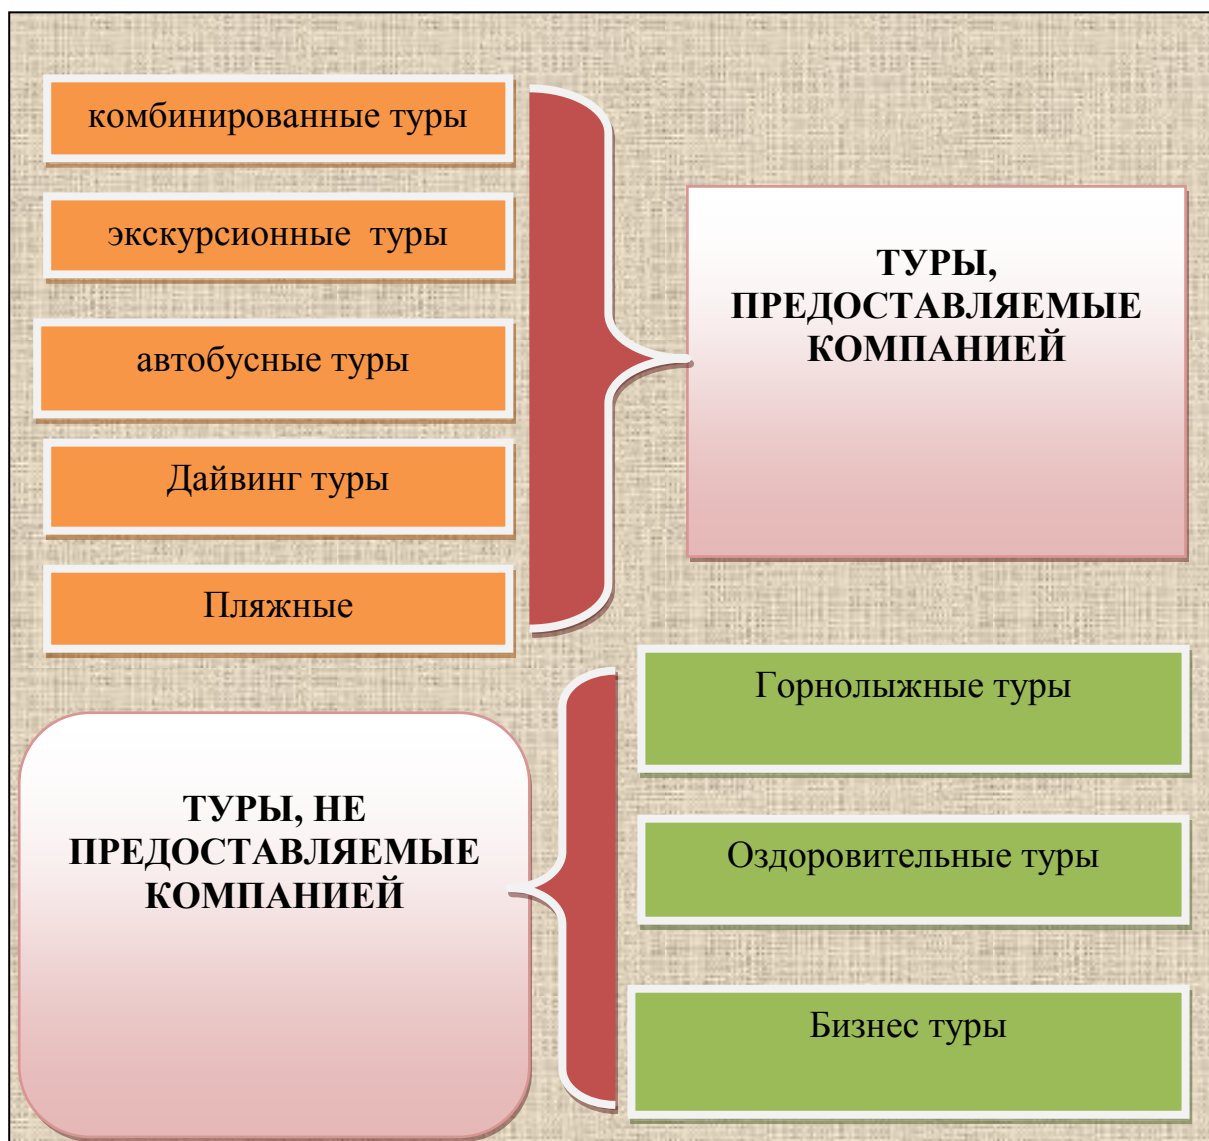 комбинированные туры
экскурсионные туры
автобусные туры
Дайвинг туры
Пляжные
ТУРЫ,
ПРЕДОСТАВЛЯЕМЫЕ
КОМПАНИЕЙ
ТУРЫ, НЕ
ПРЕДОСТАВЛЯЕМЫЕ
КОМПАНИЕЙ
Горнолыжные туры
Оздоровительные туры
Бизнес туры